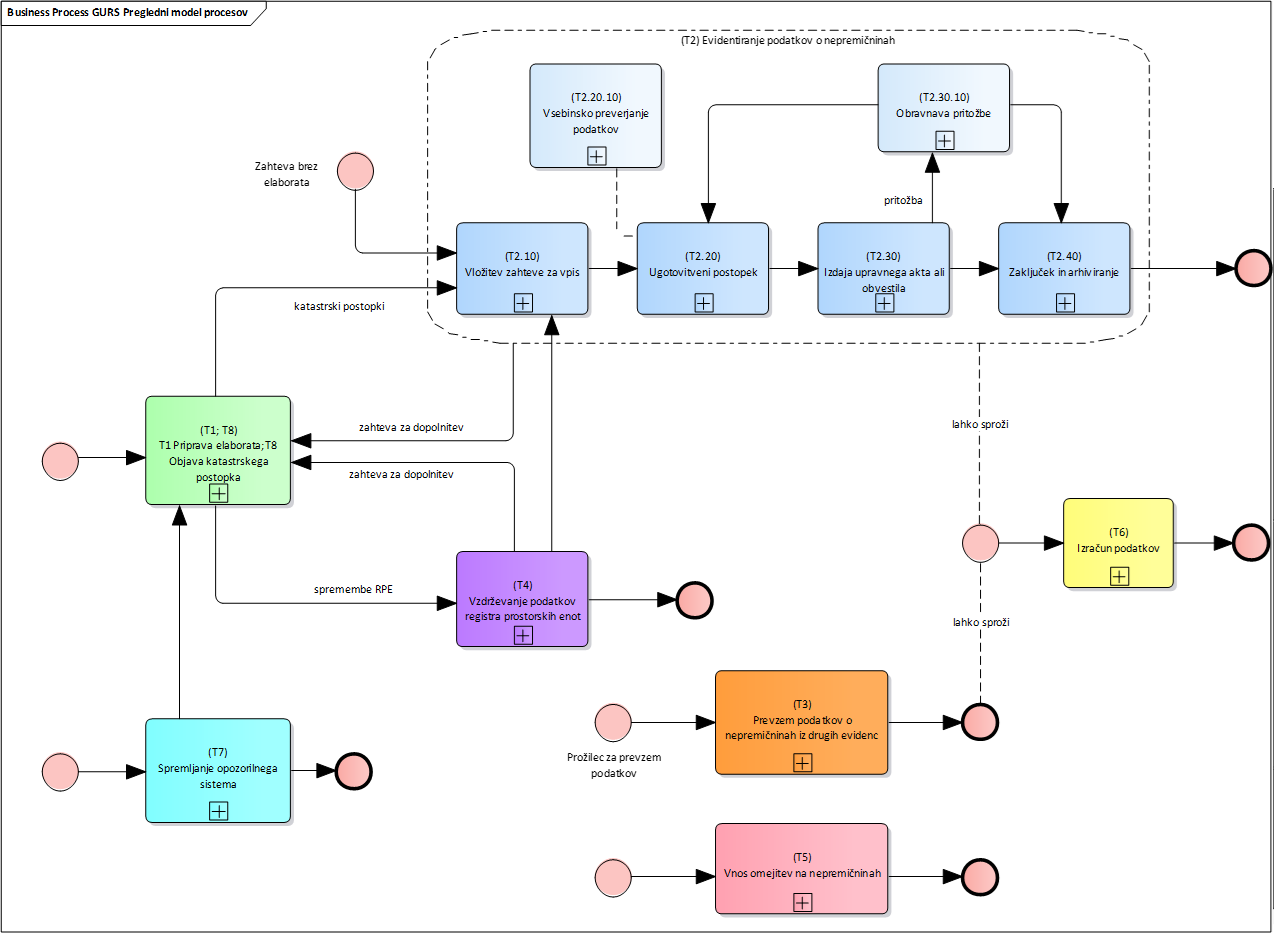 Business Process GURS Pregledni model procesov
(T2) Evidentiranje podatkov o nepremičninah
(T2.20.10)
Vsebinsko preverjanje
podatkov
(T2.30.10)
Obravnava pritožbe
Zahteva brez
elaborata
pritožba
(T2.10)
Vložitev zahteve za vpis
(T2.20)
Ugotovitveni postopek
(T2.30)
Izdaja upravnega akta ali
obvestila
(T2.40)
Zaključek in arhiviranje
katastrski postopki
(T1; T8)
T1 Priprava elaborata;T8
Objava katastrskega
postopka
zahteva za dopolnitev
zahteva za dopolnitev
lahko sproži
(T6)
Izračun podatkov
spremembe RPE
(T4)
Vzdrževanje podatkov
registra prostorskih enot
lahko sproži
(T3)
Prevzem podatkov o
nepremičninah iz drugih evidenc
Prožilec za prevzem
podatkov
(T7)
Spremljanje opozorilnega
sistema
(T5)
Vnos omejitev na nepremičninah